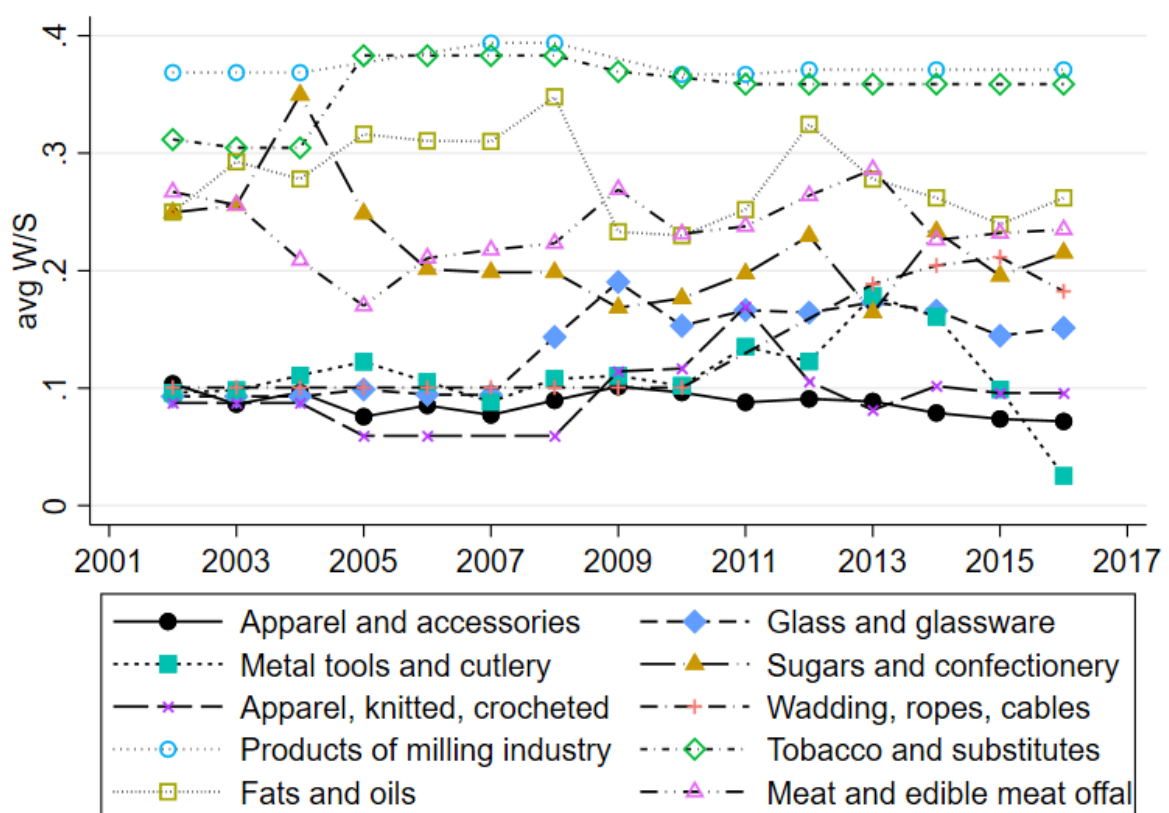 avg W/S
.4
.3
.2
.1
0
2001 2003 2005 2007 2009 2011 2013 2015 2017
Apparel and accessories
Glass and glassware
Metal tools and cutlery
Sugars and confectionery
Apparel, knitted, crocheted
Wadding, ropes, cables
Products of milling industry
Tobacco and substitutes
Fats and oils
Meat and edible meat offal